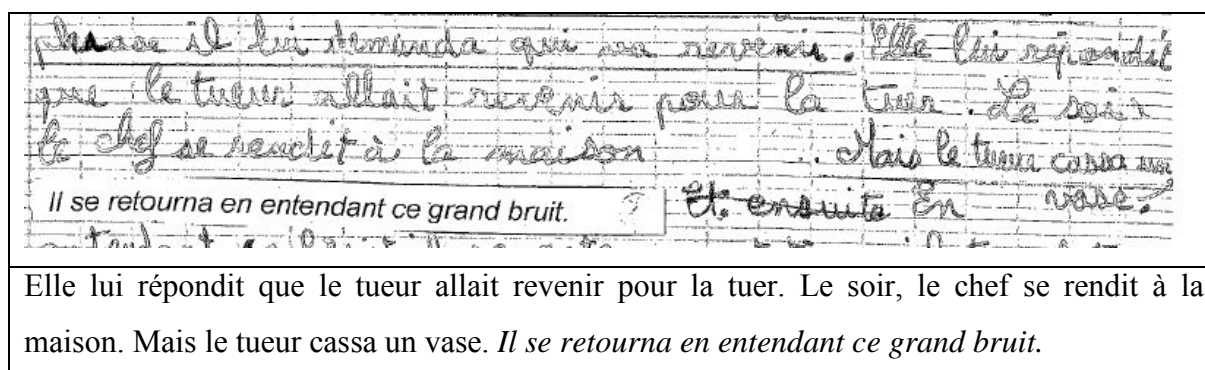 phrase il lui demanda qui va revenir. Elle lui répondit
que le tueur allait revenir pour la tuer. Le soir
le chef se rendit à la maison . Mais le tueur cassa un
vase.
Il se retourna en entendant ce grand bruit. Et ensuite En
entendant
Elle lui répondit que le tueur allait revenir pour la tuer. Le soir, le chef se rendit à la
maison. Mais le tueur cassa un vase. Il se retourna en entendant ce grand bruit.